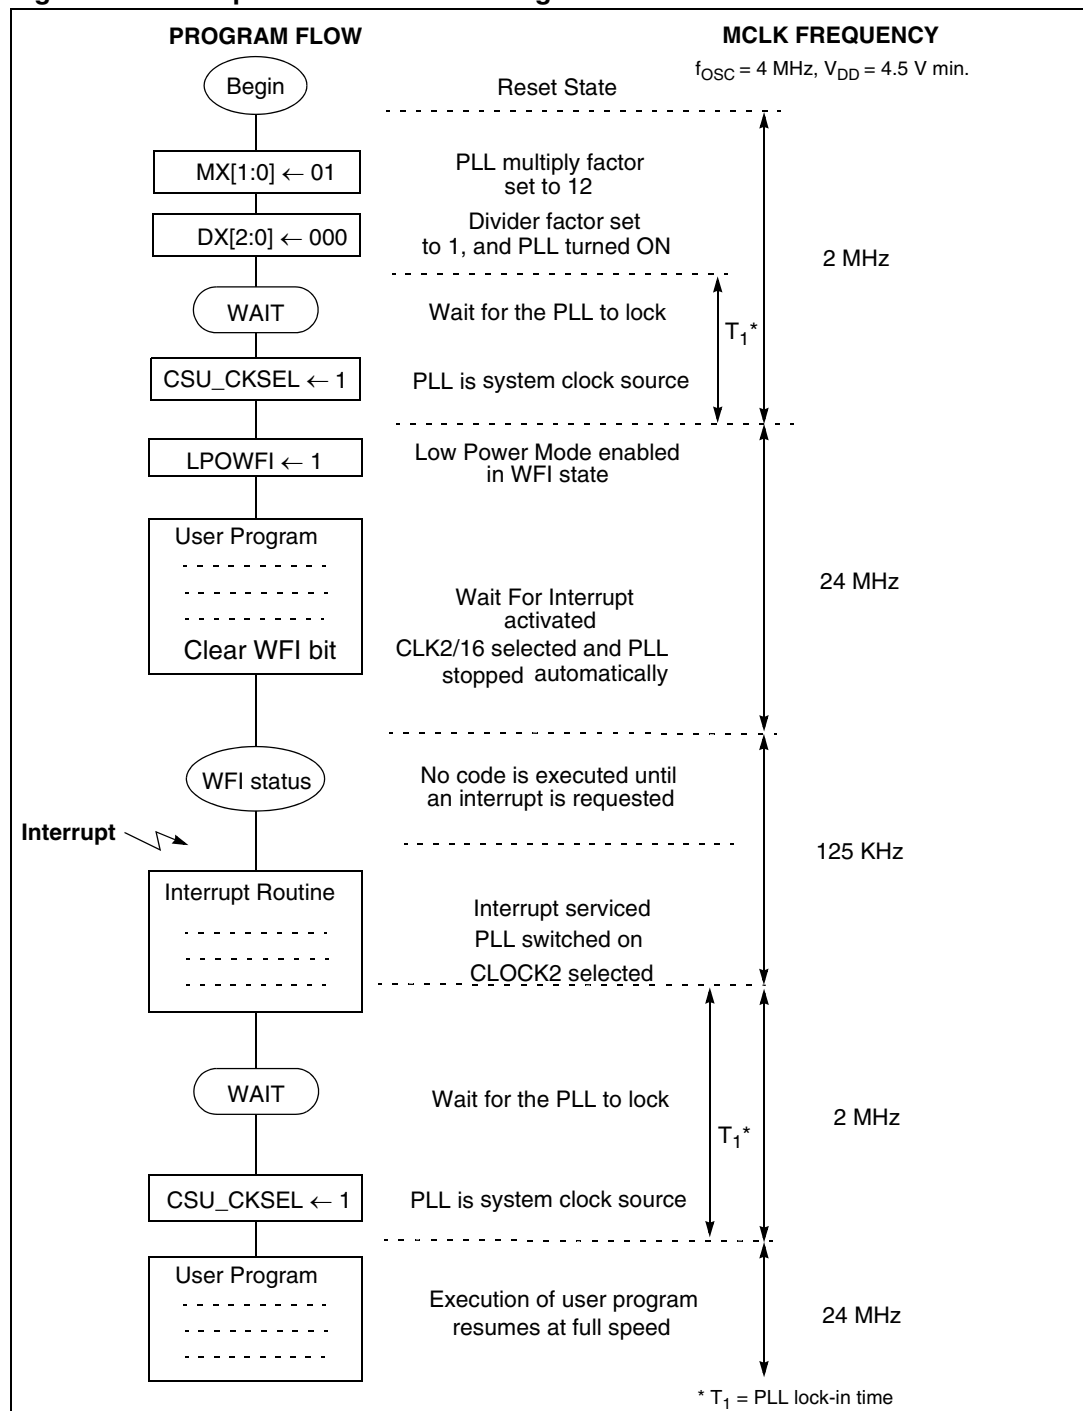 PROGRAM FLOW
MCLK FREQUENCY
fOSC = 4 MHz, VDD = 4.5 V min.
Begin
Reset State
MX[1:0] ← 01
PLL multiply factor
set to 12
DX[2:0] ← 000
Divider factor set
to 1, and PLL turned ON
2 MHz
WAIT
Wait for the PLL to lock
T1*
CSU_CKSEL ← 1
PLL is system clock source
LPOWFI ← 1
Low Power Mode enabled
in WFI state
User Program
24 MHz
Wait For Interrupt
activated
Clear WFI bit
CLK2/16 selected and PLL
stopped automatically
WFI status
No code is executed until
an interrupt is requested
Interrupt
125 KHz
Interrupt Routine
Interrupt serviced
PLL switched on
CLOCK2 selected
WAIT
Wait for the PLL to lock
T1*
2 MHz
CSU_CKSEL ← 1
PLL is system clock source
User Program
Execution of user program
resumes at full speed
24 MHz
* T1 = PLL lock-in time